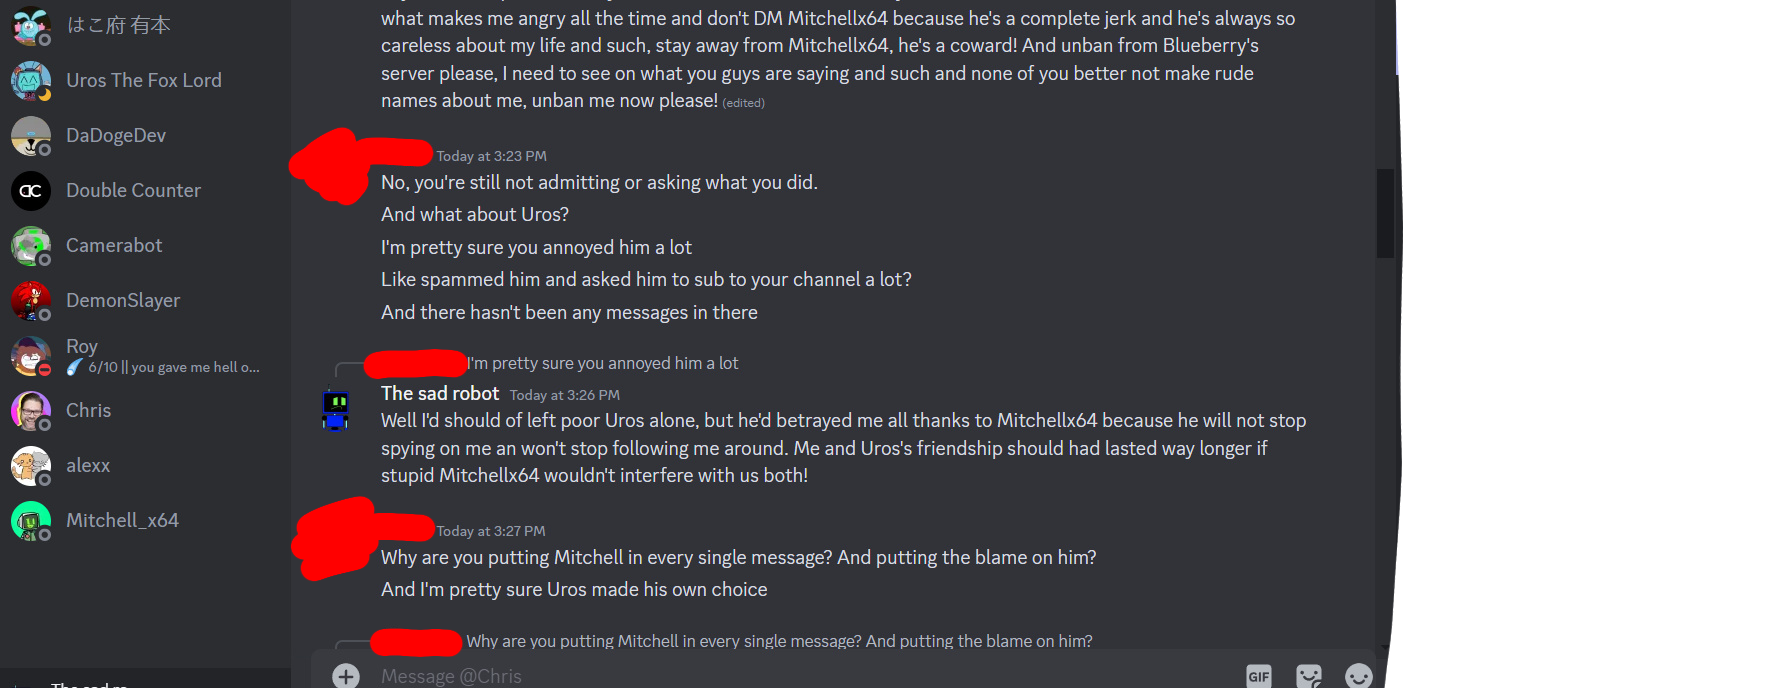 はこ府 有本
Uros The Fox Lord
DaDogeDev
Double Counter
Camerabot
DemonSlayer
Roy
6/10 || you gave me hell o...
Chris
alexx
Mitchell_x64
what makes me angry all the time and don't DM Mitchellx64 because he's a complete jerk and he's always so
careless about my life and such, stay away from Mitchellx64, he's a coward! And unban from Blueberry's
server please, I need to see on what you guys are saying and such and none of you better not make rude
names about me, unban me now please! (edited)
Today at 3:23 PM
No, you're still not admitting or asking what you did.
And what about Uros?
I'm pretty sure you annoyed him a lot
Like spammed him and asked him to sub to your channel a lot?
And there hasn't been any messages in there
I'm pretty sure you annoyed him a lot
The sad robot Today at 3:26 PM
Well I'd should of left poor Uros alone, but he'd betrayed me all thanks to Mitchellx64 because he will not stop
spying on me an won't stop following me around. Me and Uros's friendship should had lasted way longer if
stupid Mitchellx64 wouldn't interfere with us both!
Today at 3:27 PM
Why are you putting Mitchell in every single message? And putting the blame on him?
And I'm pretty sure Uros made his own choice
Why are you putting Mitchell in every single message? And putting the blame on him?
Message @Chris
GIF